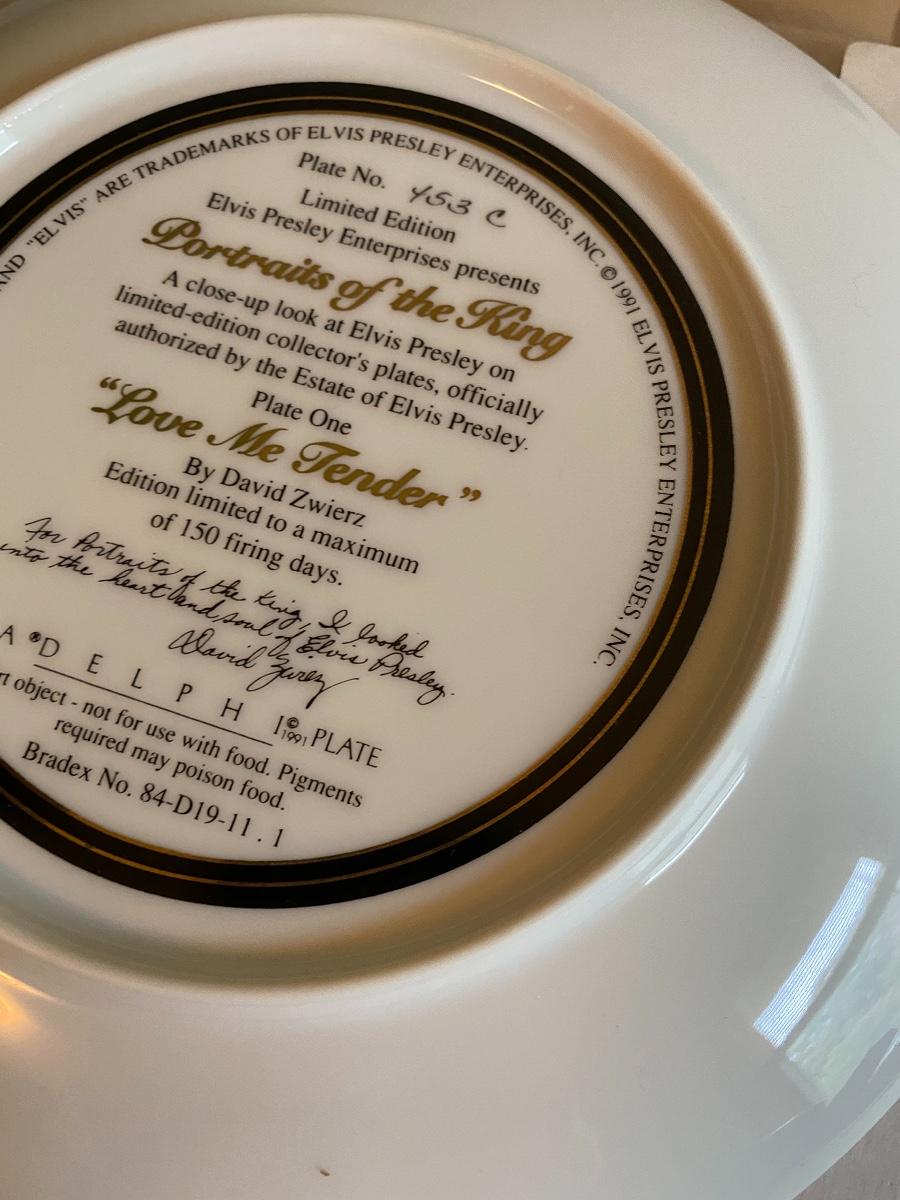 AND "ELVIS" ARE TRADEMARKS OF ELVIS PRESLEY ENTERPRISES, INC. © 1991 ELVIS PRESLEY ENTERPRISES, INC.
Plate No. 453 C
Limited Edition
Elvis Presley Enterprises presents
Portraits of the King
A close-up look at Elvis Presley on
limited-edition collector's plates, officially
authorized by the Estate of Elvis Presley.
Plate One
“Love Me Tender”
By David Zwierz
Edition limited to a maximum
of 150 firing days.
For Portraits of the King, I looked
into the heart and soul of Elvis Presley.
David Zwierz
A ® D E L P H I © 1991 PLATE
object - not for use with food. Pigments
required may poison food.
Bradex No. 84-D19-11 . 1